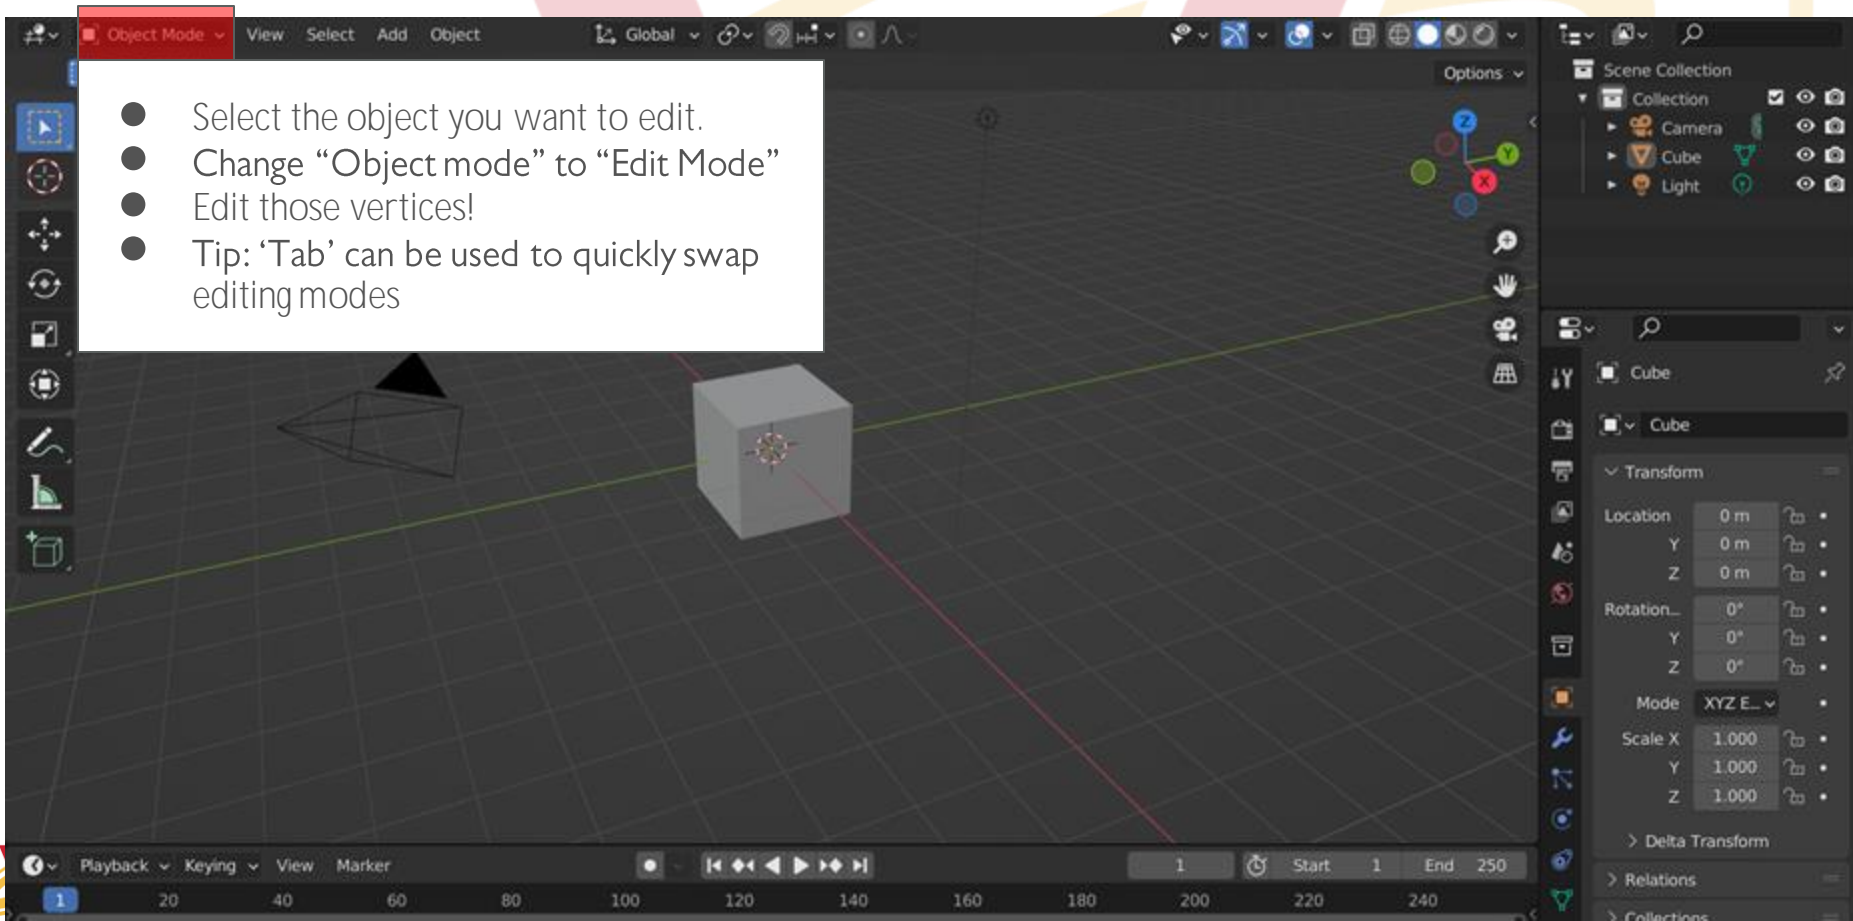 Object Mode View Select Add Object Global
Options
● Select the object you want to edit.
● Change “Object mode” to “Edit Mode”
● Edit those vertices!
● Tip: ‘Tab’ can be used to quickly swap
editing modes
Z
Y
X
Scene Collection
Collection
Camera
Cube
Light
Cube
Cube
Transform
Location 0 m
Y 0 m
Z 0 m
Rotation... 0°
Y 0°
Z 0°
Mode XYZ E...
Scale X 1.000
Y 1.000
Z 1.000
Delta Transform
Relations
Collections
Playback Keying View Marker 1 Start 1 End 250
1 20 40 60 80 100 120 140 160 180 200 220 240